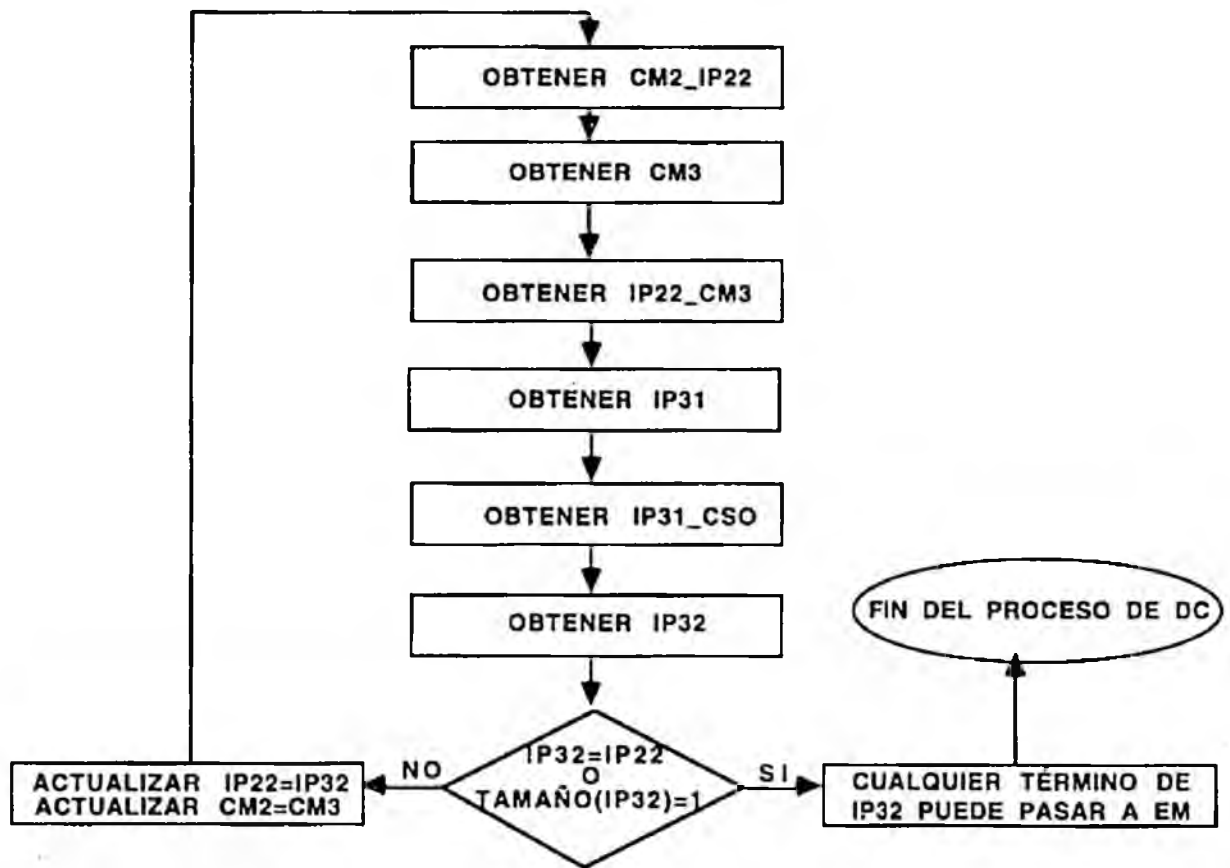 OBTENER CM2_IP22
OBTENER CM3
OBTENER IP22_CM3
OBTENER IP31
OBTENER IP31_CSO
OBTENER IP32
FIN DEL PROCESO DE DC
IP32=IP22
O
TAMAÑO(IP32)=1
NO
SI
ACTUALIZAR IP22=IP32
ACTUALIZAR CM2=CM3
CUALQUIER TÉRMINO DE
IP32 PUEDE PASAR A EM